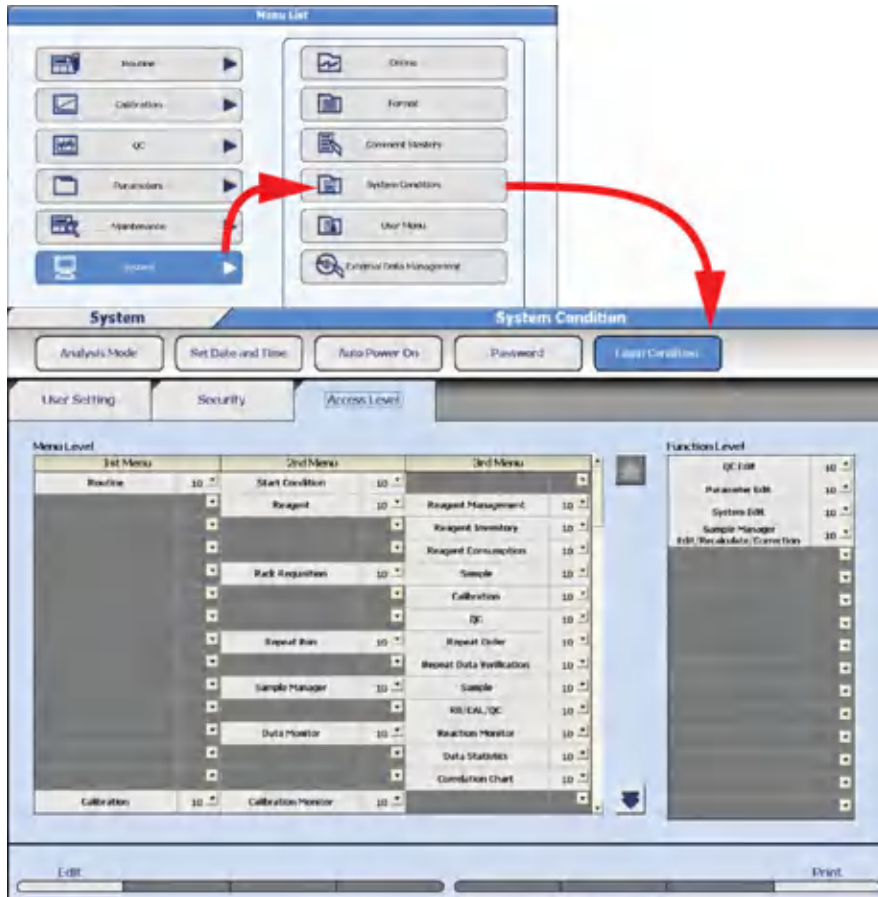 Menu List
Routine
Calibration
QC
Parameters
Maintenance
System
Online
Format
Comment Masters
System Condition
User Menu
External Data Management
System
System Condition
Analysis Mode
Set Date and Time
Auto Power On
Password
Login Condition
User Setting
Security
Access Level
Menu Level
1st Menu 2nd Menu 3rd Menu
Routine 10 Start Condition 10
Reagent 10 Reagent Management 10
Reagent Inventory 10
Reagent Consumption 10
Rack Requisition 10 Sample 10
Calibration 10
QC 10
Repeat Run 10 Repeat Order 10
Repeat Data Verification 10
Sample Manager 10 Sample 10
RB/CAL/QC 10
Data Monitor 10 Reaction Monitor 10
Data Statistics 10
Correlation Chart 10
Calibration 10 Calibration Monitor 10
Function Level
QC Edit 10
Parameter Edit 10
System Edit 10
Sample Manager
Edit/Recalculate/Correction 10
Edit
Print